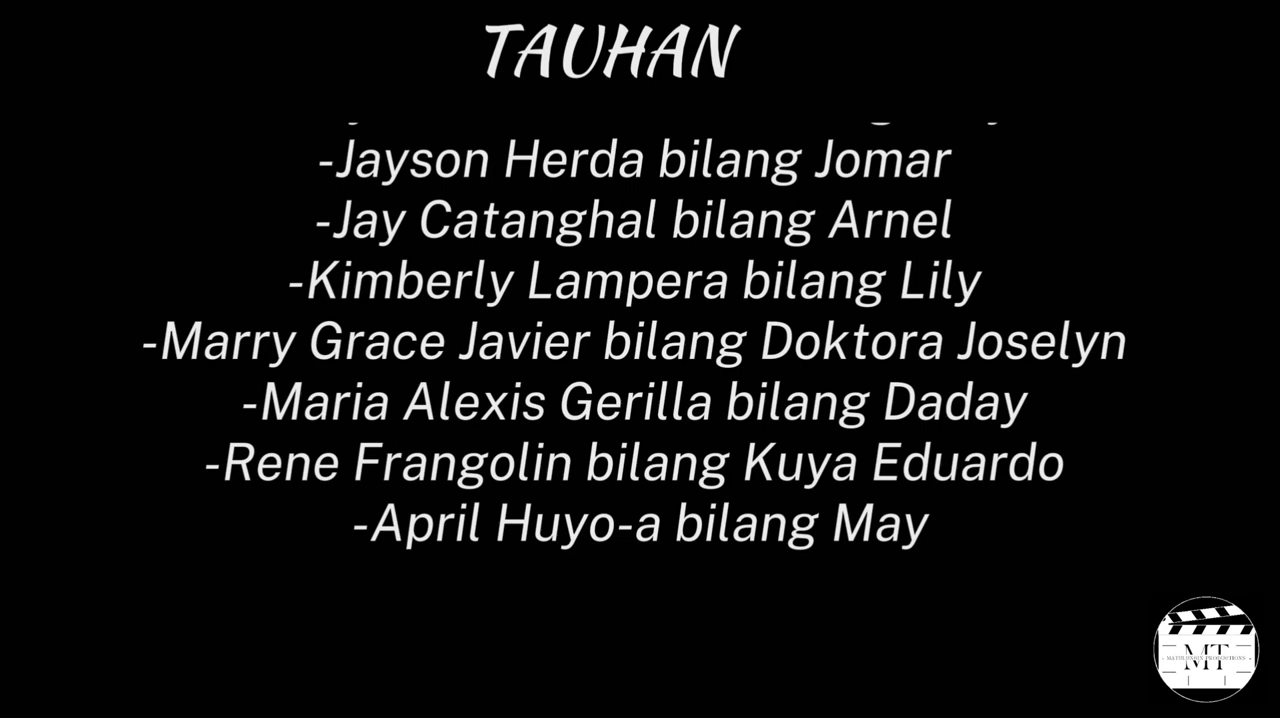 TAUHAN
-Jayson Herda bilang Jomar
-Jay Catanghal bilang Arnel
-Kimberly Lampera bilang Lily
-Marry Grace Javier bilang Doktora Joselyn
-Maria Alexis Gerilla bilang Daday
-Rene Frangolin bilang Kuya Eduardo
-April Huyo-a bilang May
MT